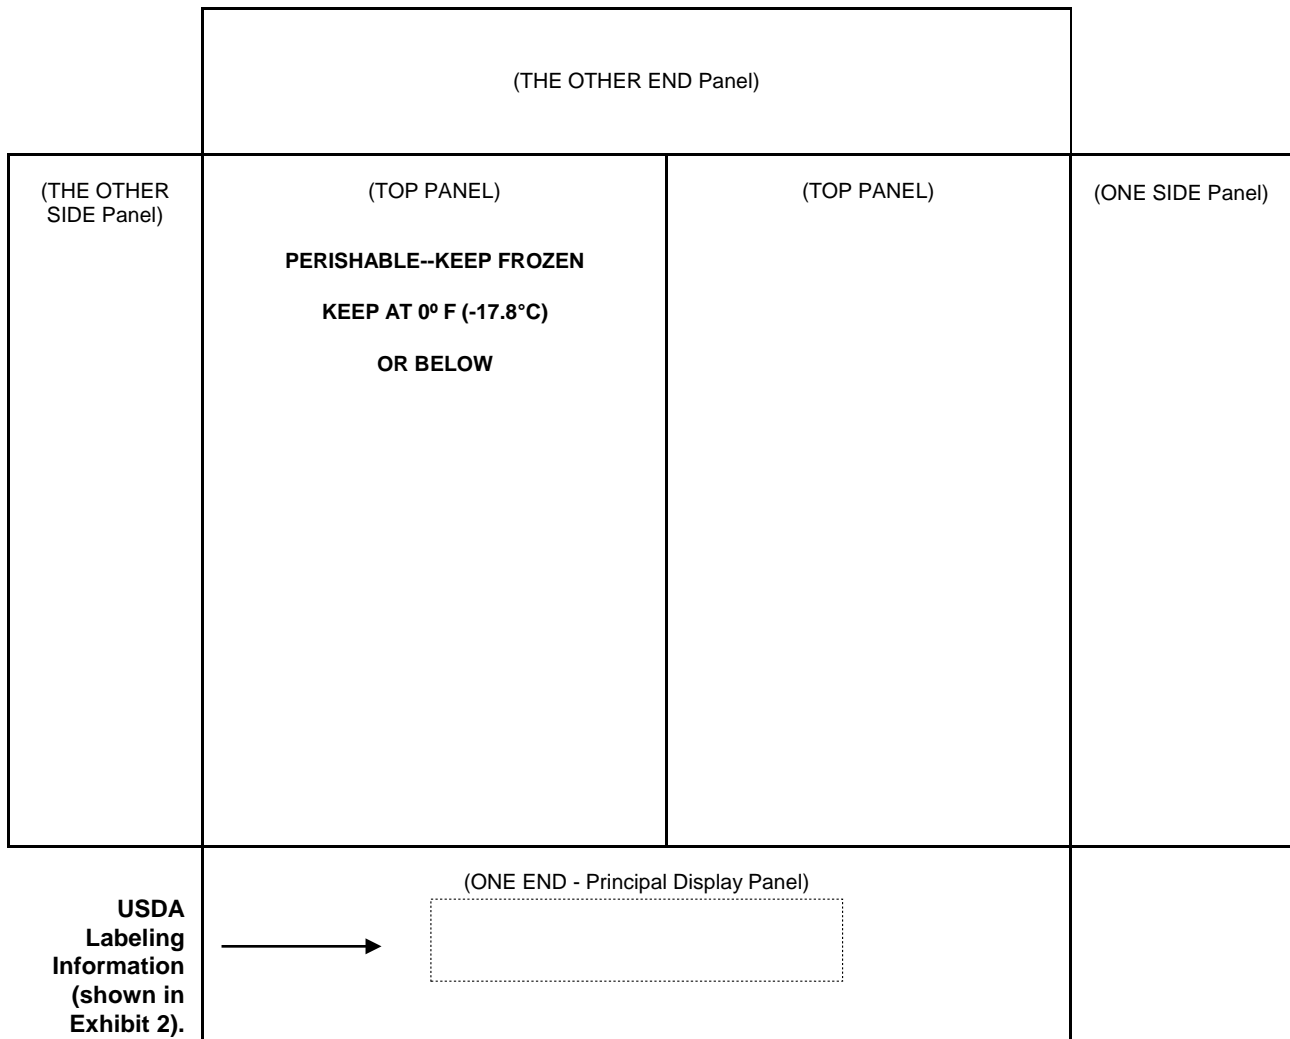 (THE OTHER END Panel)
(THE OTHER
SIDE Panel)
(TOP PANEL)
PERISHABLE--KEEP FROZEN
KEEP AT 0º F (-17.8°C)
OR BELOW
(TOP PANEL)
(ONE SIDE Panel)
(ONE END - Principal Display Panel)
USDA
Labeling
Information
(shown in
Exhibit 2).